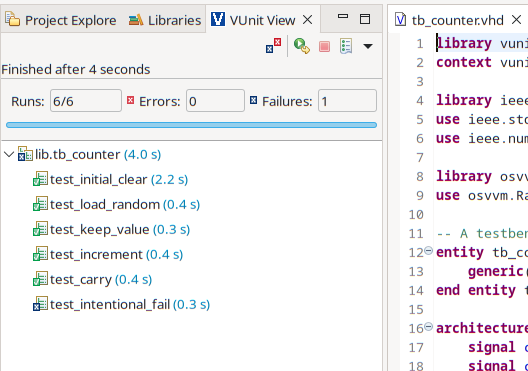 Project Explore
Libraries
VUnit View
Finished after 4 seconds
Runs: 6/6 Errors: 0 Failures: 1
lib.tb_counter (4.0 s)
test_initial_clear (2.2 s)
test_load_random (0.4 s)
test_keep_value (0.3 s)
test_increment (0.4 s)
test_carry (0.4 s)
test_intentional_fail (0.3 s)
tb_counter.vhd
1 library vuni
2 context vuni
3
4 library ieee
5 use ieee.std
6 use ieee.num
7
8 library osvv
9 use osvvm.Ra
10
11 -- A testben
12 entity tb_co
13 generic(
14 end entity t
15
16 architecture
17 signal c
18 signal c